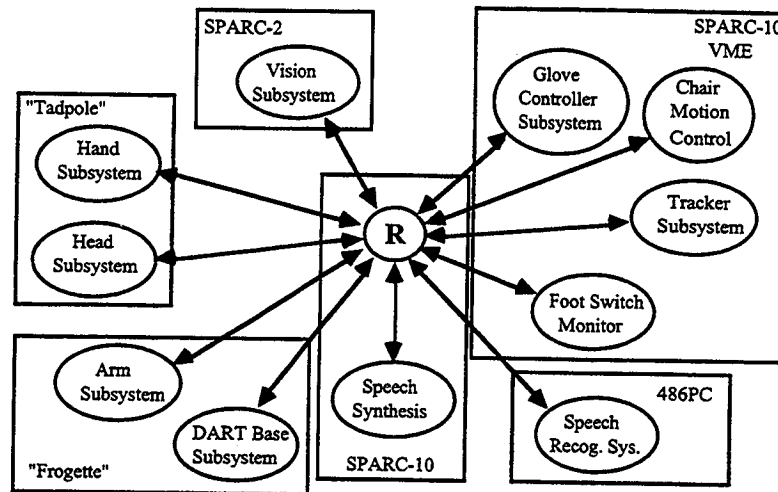 SPARC-2
Vision
Subsystem
SPARC-10
VME
Glove
Controller
Subsystem
Chair
Motion
Control
Tracker
Subsystem
Foot Switch
Monitor
"Tadpole"
Hand
Subsystem
Head
Subsystem
R
Arm
Subsystem
DART Base
Subsystem
"Frogette"
Speech
Synthesis
SPARC-10
486PC
Speech
Recog. Sys.